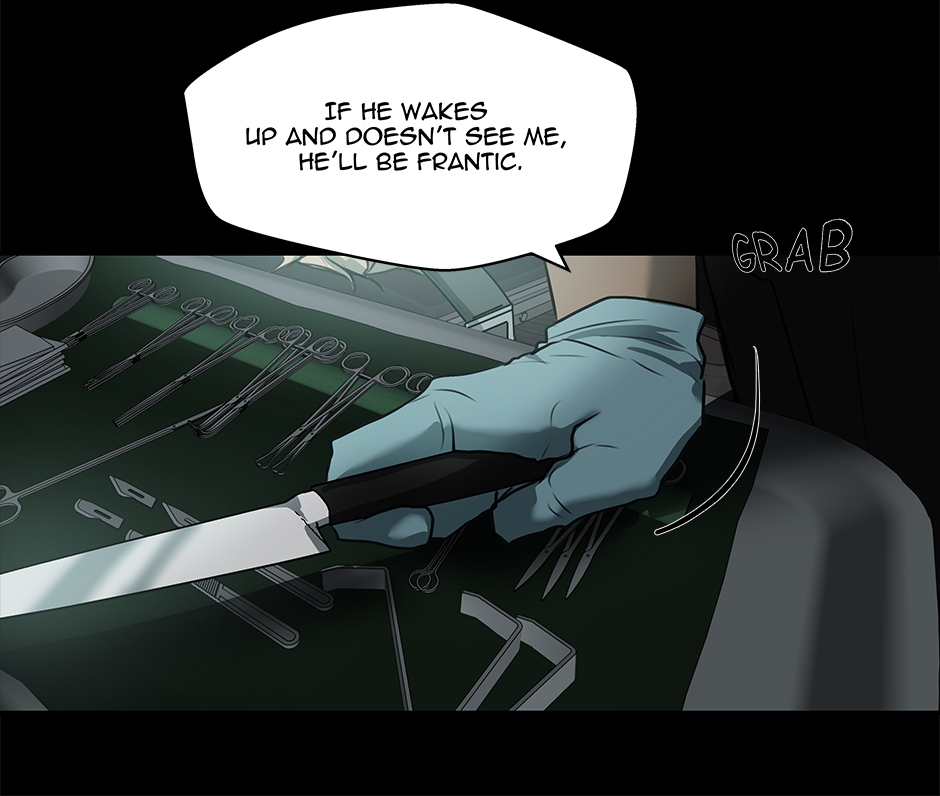 IF HE WAKES
UP AND DOESN'T SEE ME,
HE'LL BE FRANTIC.
GRAB